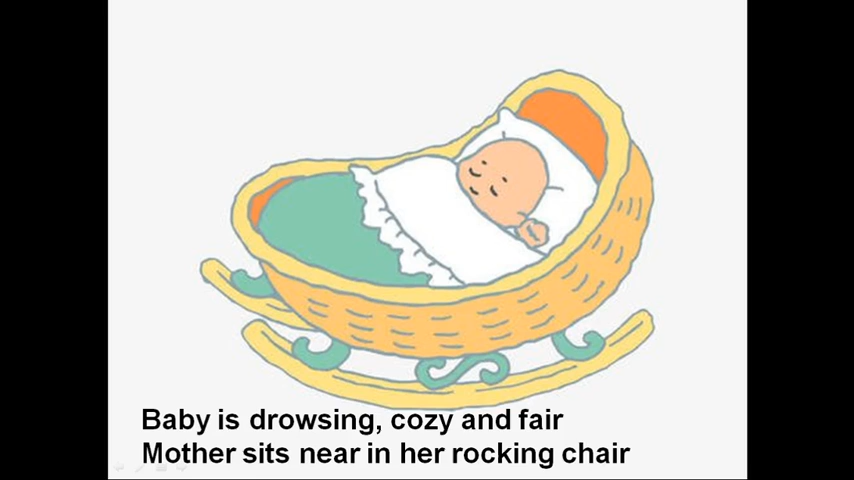 Baby is drowsing, cozy and fair
Mother sits near in her rocking chair